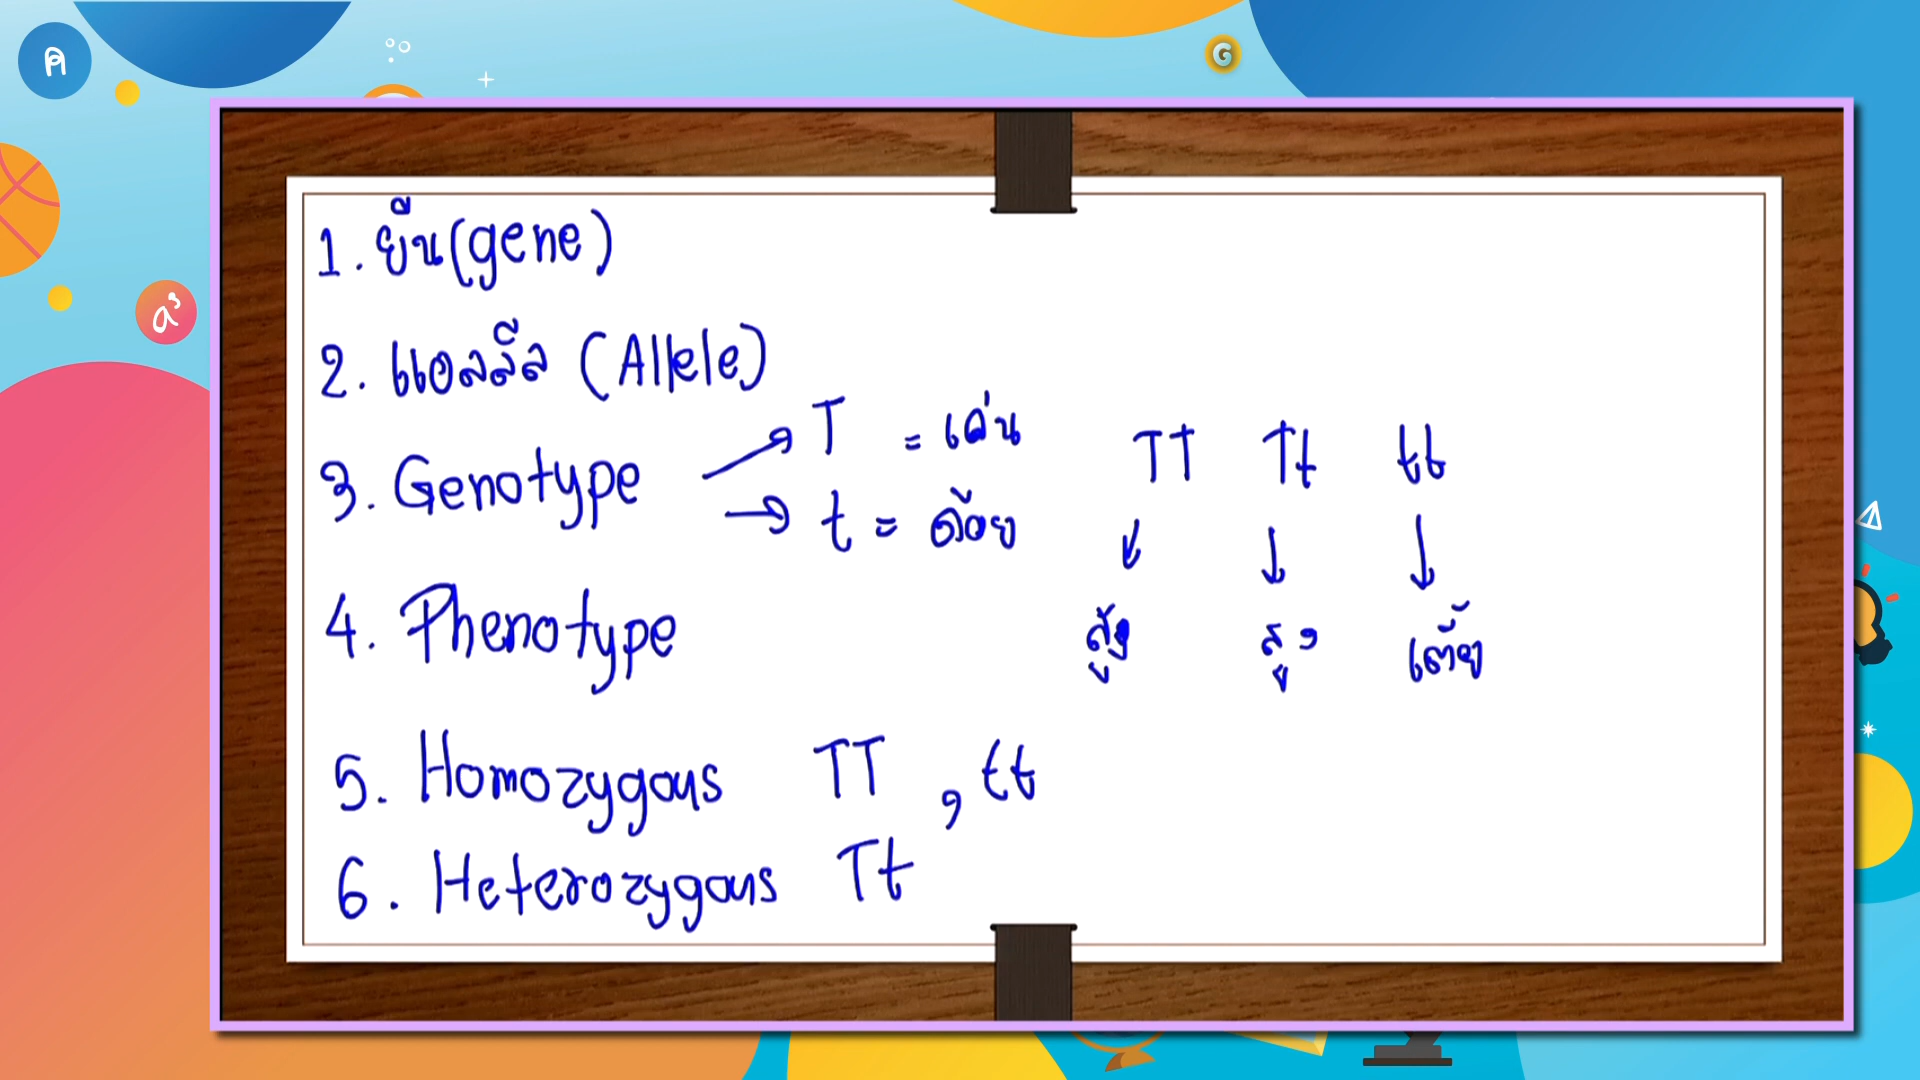 ค
G
a³
1. ยีน (gene)
2. แอลลีล (Allele)
3. Genotype → T = เด่น
→ t = ด้อย
TT Tt tt
↓ ↓ ↓
สูง สูง เตี้ย
4. Phenotype
5. Homozygous TT , tt
6. Heterozygous Tt